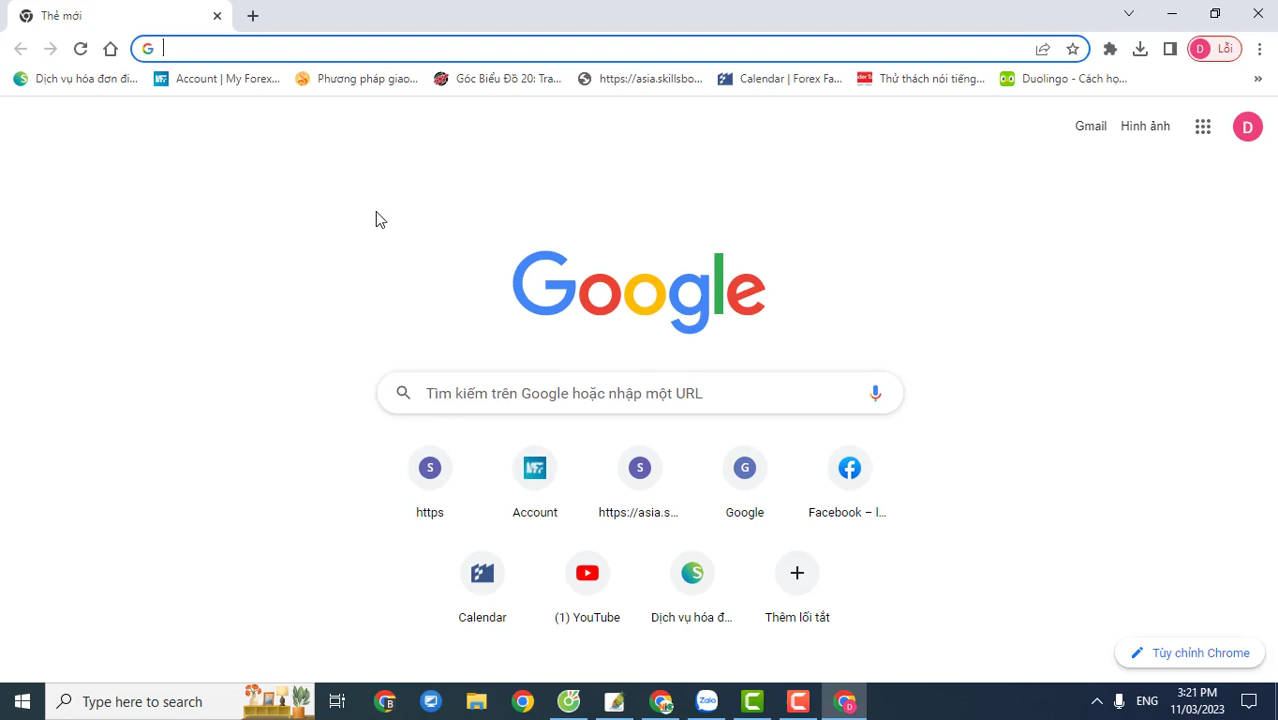 Thẻ mới
Lỗi
Dịch vụ hóa đơn đi...
Account | My Forex...
Phương pháp giao...
Góc Biểu Đồ 20: Tra...
https://asia.skillsbo...
Calendar | Forex Fa...
Thử thách nói tiếng...
Duolingo - Cách họ...
Gmail
Hình ảnh
D
Google
Tìm kiếm trên Google hoặc nhập một URL
https
Account
https://asia.s...
Google
Facebook – l...
Calendar
(1) YouTube
Dịch vụ hóa đ...
Thêm lối tắt
Tùy chỉnh Chrome
Type here to search
ENG
3:21 PM
11/03/2023